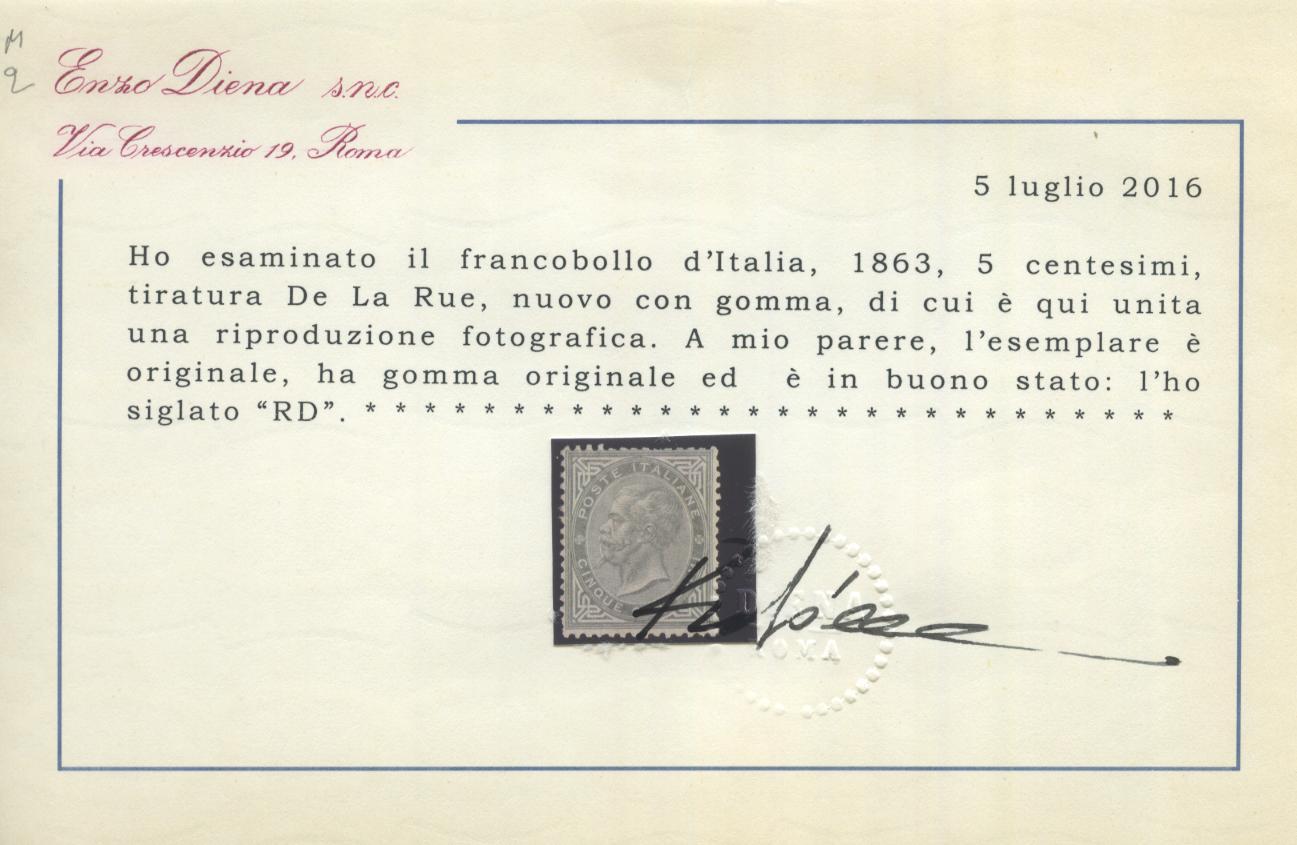 Enzo Diena s.n.c.
Via Crescenzio 19, Roma
5 luglio 2016
Ho esaminato il francobollo d'Italia, 1863, 5 centesimi,
tiratura De La Rue, nuovo con gomma, di cui è qui unita
una riproduzione fotografica. A mio parere, l'esemplare è
originale, ha gomma originale ed è in buono stato: l'ho
siglato “RD”. * * * * * * * * * * * * * * * * * * * * * * * * * * * *
POSTE ITALIANE
CINQUE
DIENA
ROMA